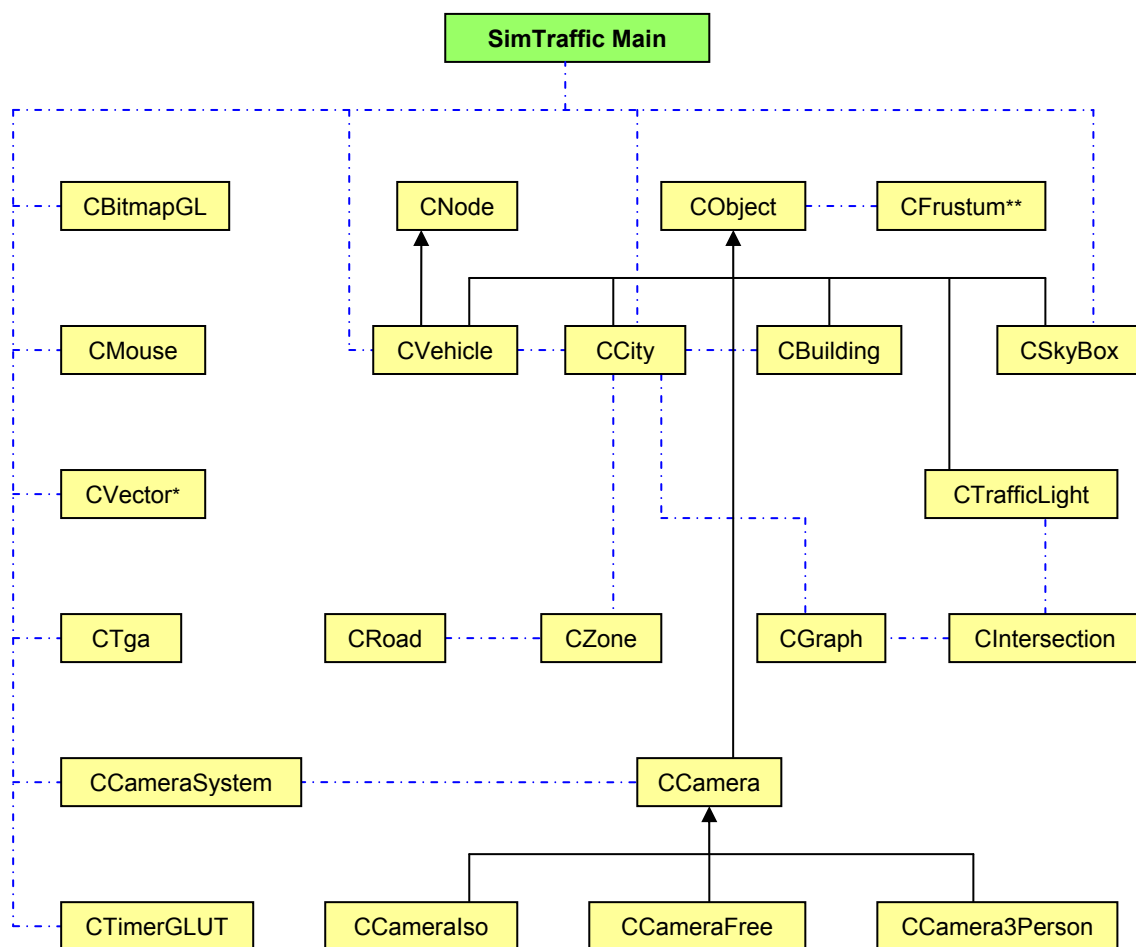 SimTraffic Main
CBitmapGL
CNode
CObject
CFrustum**
CMouse
CVehicle
CCity
CBuilding
CSkyBox
CVector*
CTrafficLight
CTga
CRoad
CZone
CGraph
CIntersection
CCameraSystem
CCamera
CTimerGLUT
CCameraIso
CCameraFree
CCamera3Person